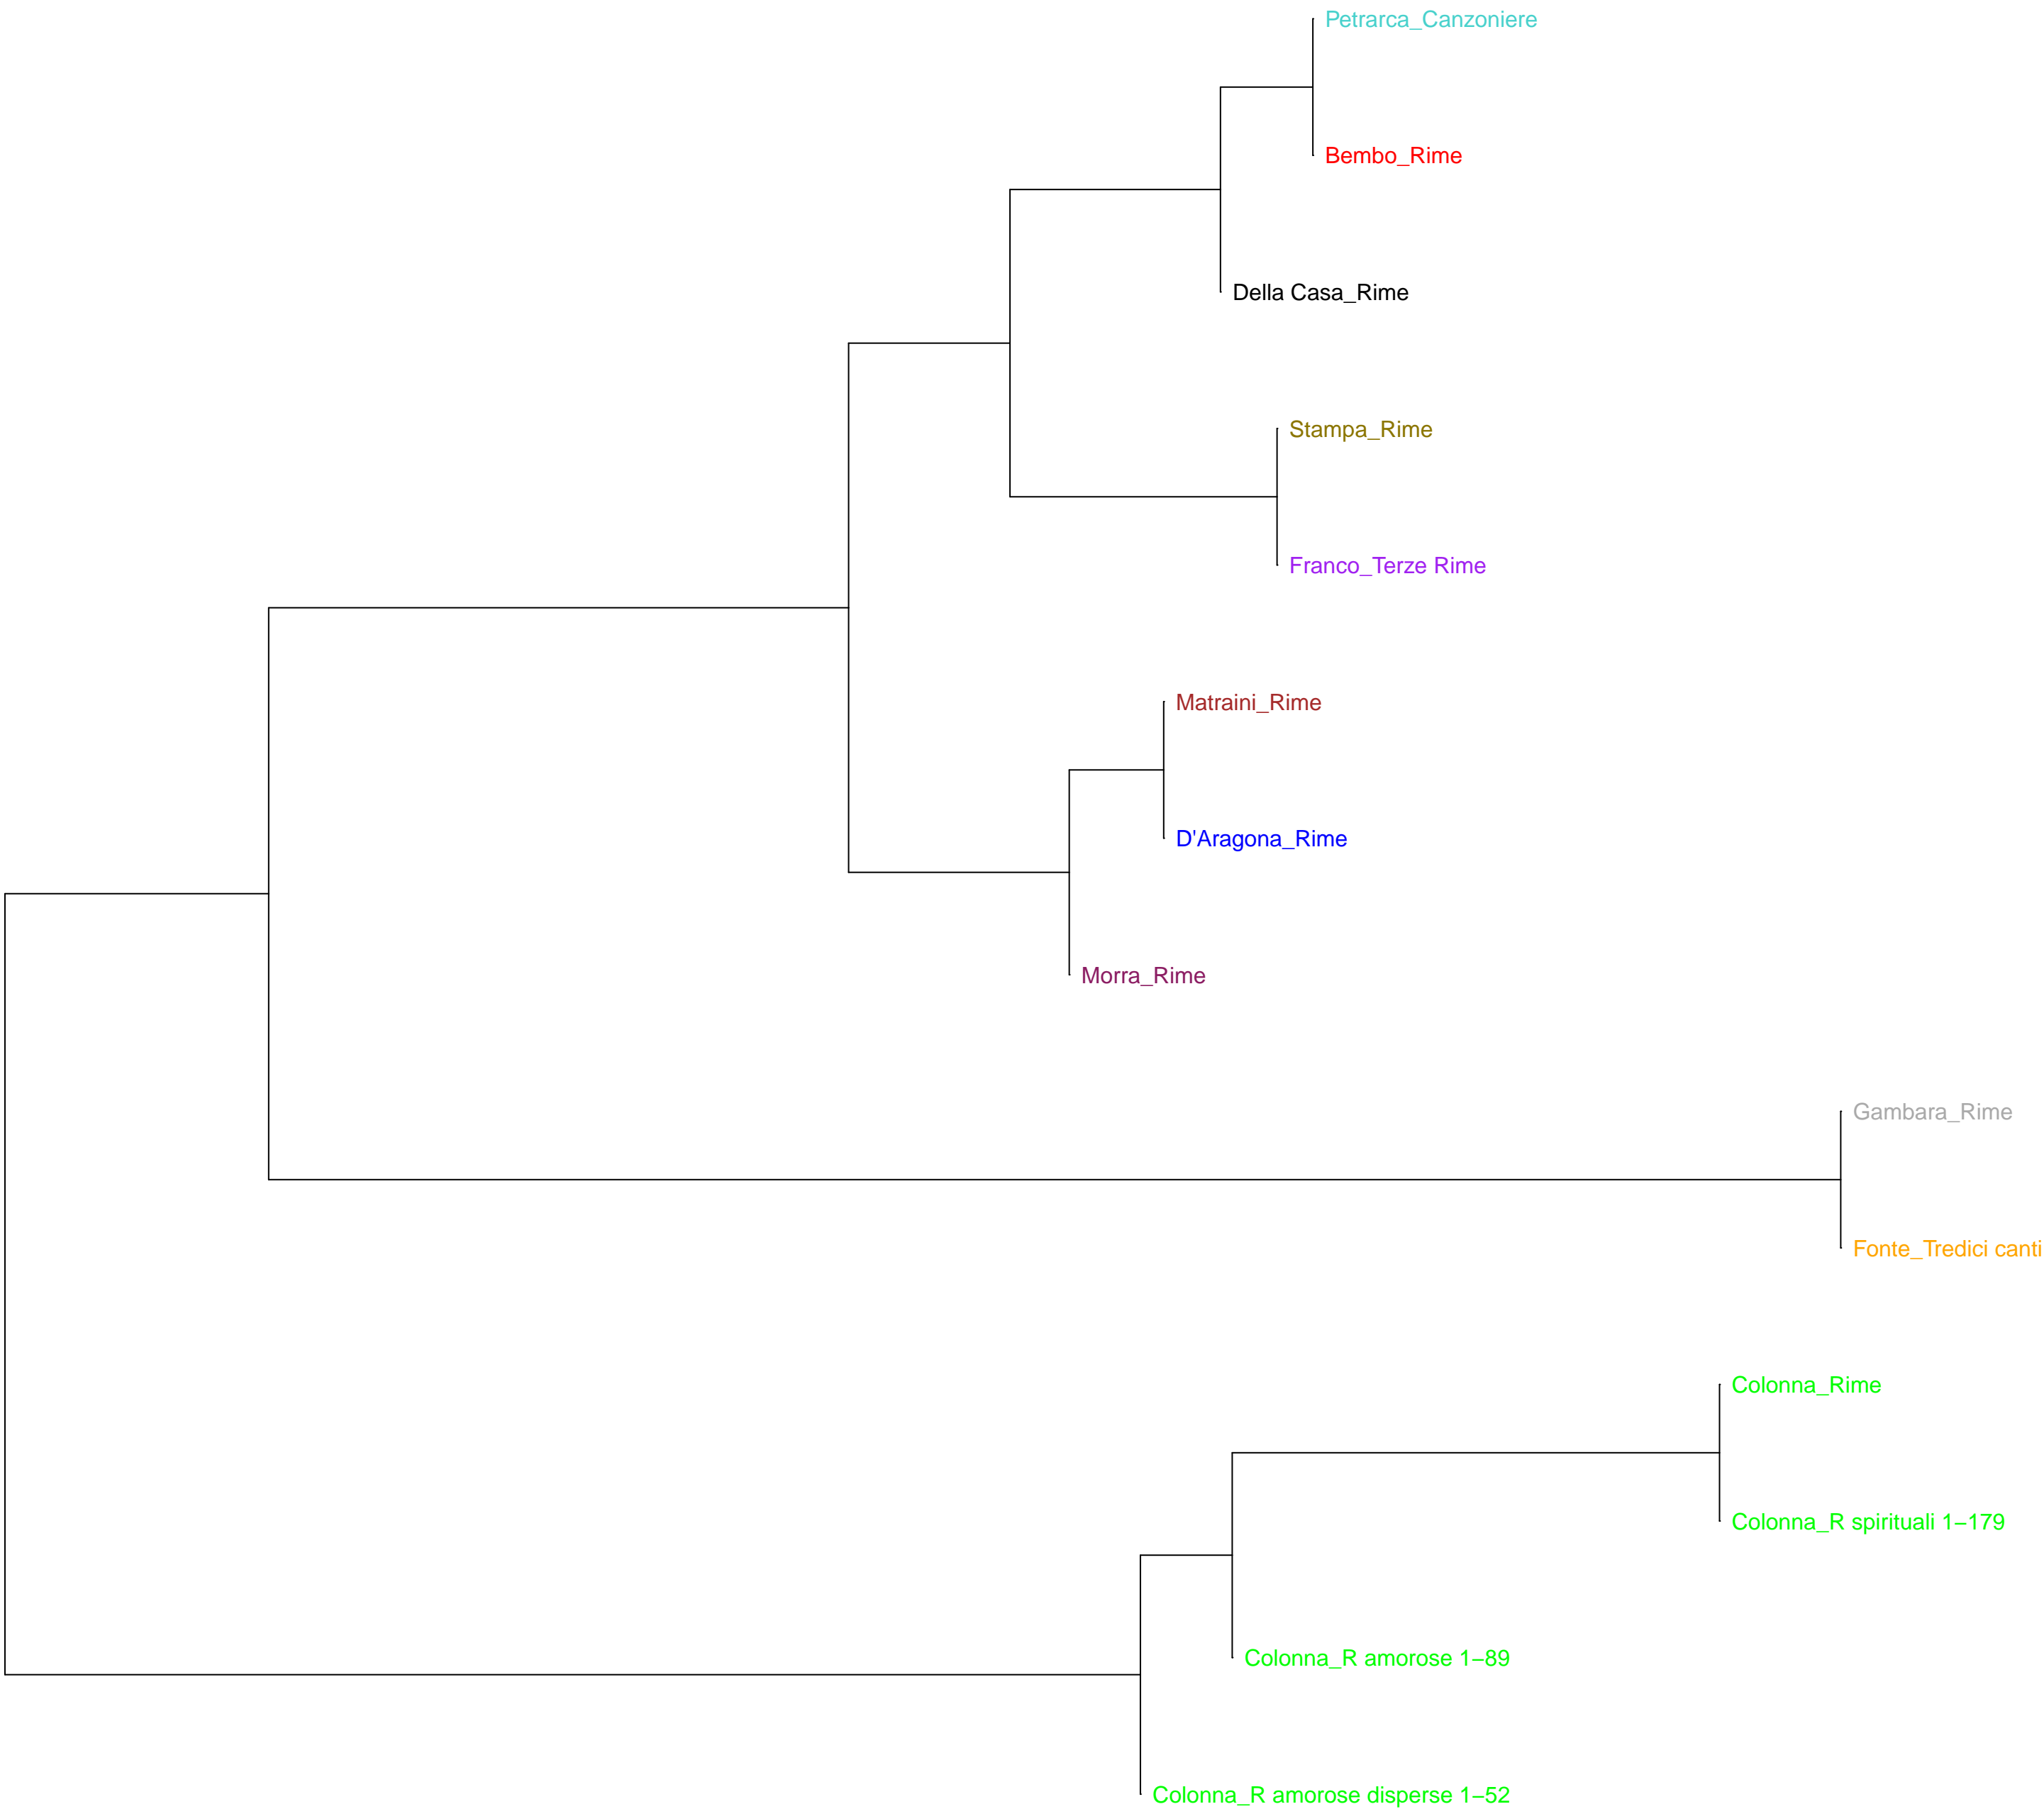 Petrarca_Canzoniere
Bembo_Rime
Della Casa_Rime
Stampa_Rime
Franco_Terze Rime
Matraini_Rime
D'Aragona_Rime
Morra_Rime
Gambara_Rime
Fonte_Tredici canti
Colonna_Rime
Colonna_R spirituali 1−179
Colonna_R amorose 1−89
Colonna_R amorose disperse 1−52